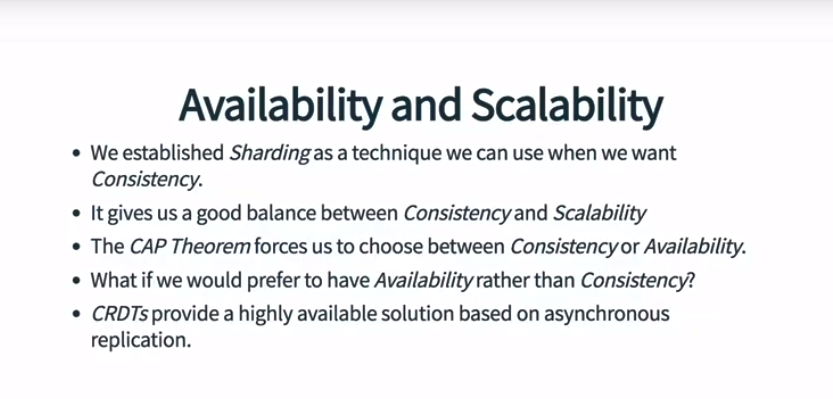 Availability and Scalability
• We established Sharding as a technique we can use when we want
Consistency.
• It gives us a good balance between Consistency and Scalability
• The CAP Theorem forces us to choose between Consistency or Availability.
• What if we would prefer to have Availability rather than Consistency?
• CRDTs provide a highly available solution based on asynchronous
replication.